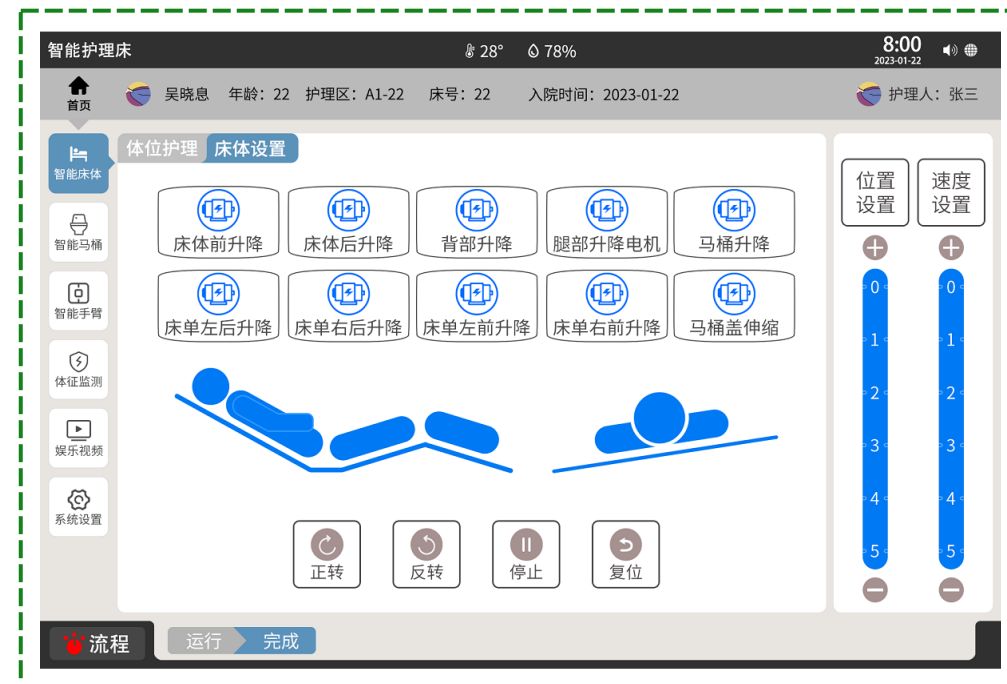 智能护理床
28°
78%
8:00
2023-01-22
首页
吴晓息 年龄：22 护理区：A1-22 床号：22 入院时间：2023-01-22
护理人：张三
智能床体
智能马桶
智能手臂
体征监测
娱乐视频
系统设置
体位护理 床体设置
床体前升降 床体后升降 背部升降 腿部升降电机 马桶升降
床单左后升降 床单右后升降 床单左前升降 床单右前升降 马桶盖伸缩
正转 反转 停止 复位
位置
设置
速度
设置
0 0
1 1
2 2
3 3
4 4
5 5
流程
运行 完成